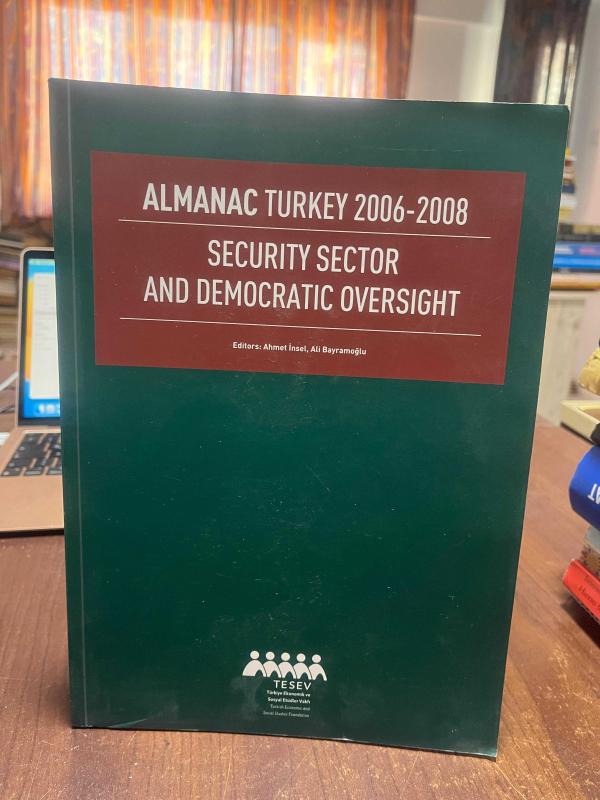 ALMANAC TURKEY 2006-2008
SECURITY SECTOR
AND DEMOCRATIC OVERSIGHT
Editors: Ahmet İnsel, Ali Bayramoğlu
TESEV
Türkiye Ekonomik ve
Sosyal Etüdler Vakfı
Turkish Economic and
Social Studies Foundation